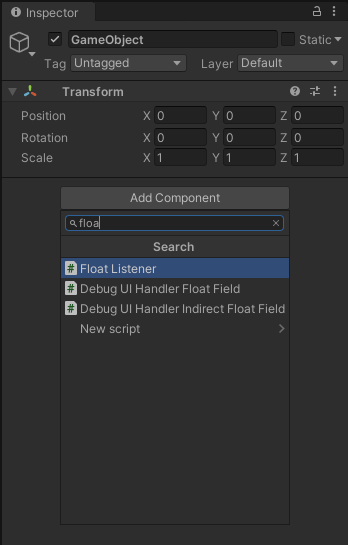 Inspector
GameObject Static
Tag Untagged Layer Default
Transform
Position X 0 Y 0 Z 0
Rotation X 0 Y 0 Z 0
Scale X 1 Y 1 Z 1
Add Component
floa
Search
Float Listener
Debug UI Handler Float Field
Debug UI Handler Indirect Float Field
New script